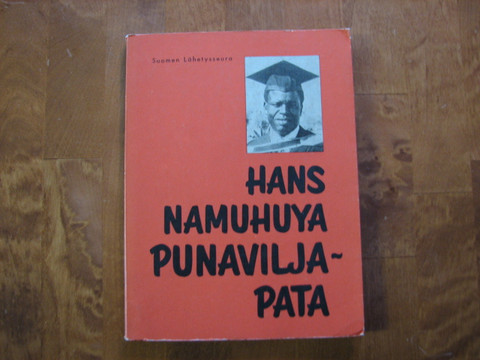 Suomen Lähetysseura
HANS
NAMUHUYA
PUNAVILJA-
PATA